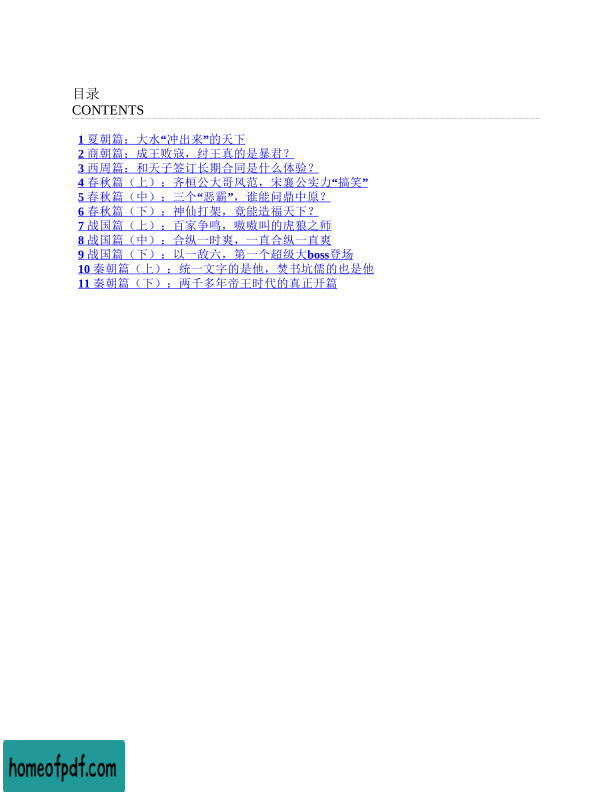 目录
CONTENTS
1 夏朝篇：大水“冲出来”的天下
2 商朝篇：成王败寇，纣王真的是暴君？
3 西周篇：和天子签订长期合同是什么体验？
4 春秋篇（上）：齐桓公大哥风范，宋襄公实力“搞笑”
5 春秋篇（中）：三个“恶霸”，谁能问鼎中原？
6 春秋篇（下）：神仙打架，竟能造福天下？
7 战国篇（上）：百家争鸣，嗷嗷叫的虎狼之师
8 战国篇（中）：合纵一时爽，一直合纵一直爽
9 战国篇（下）：以一敌六，第一个超级大boss登场
10 秦朝篇（上）：统一文字的是他，焚书坑儒的也是他
11 秦朝篇（下）：两千多年帝王时代的真正开篇
homeofpdf.com